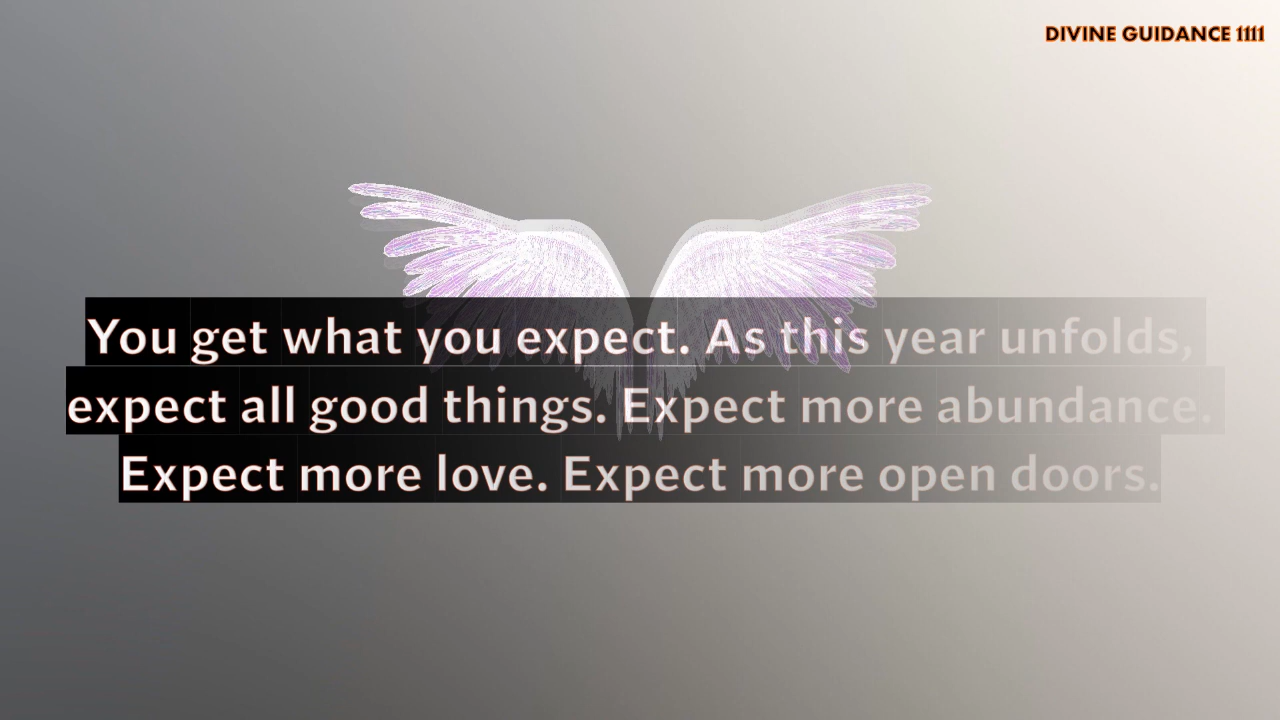 DIVINE GUIDANCE 1111
You get what you expect. As this year unfolds,
expect all good things. Expect more abundance.
Expect more love. Expect more open doors.